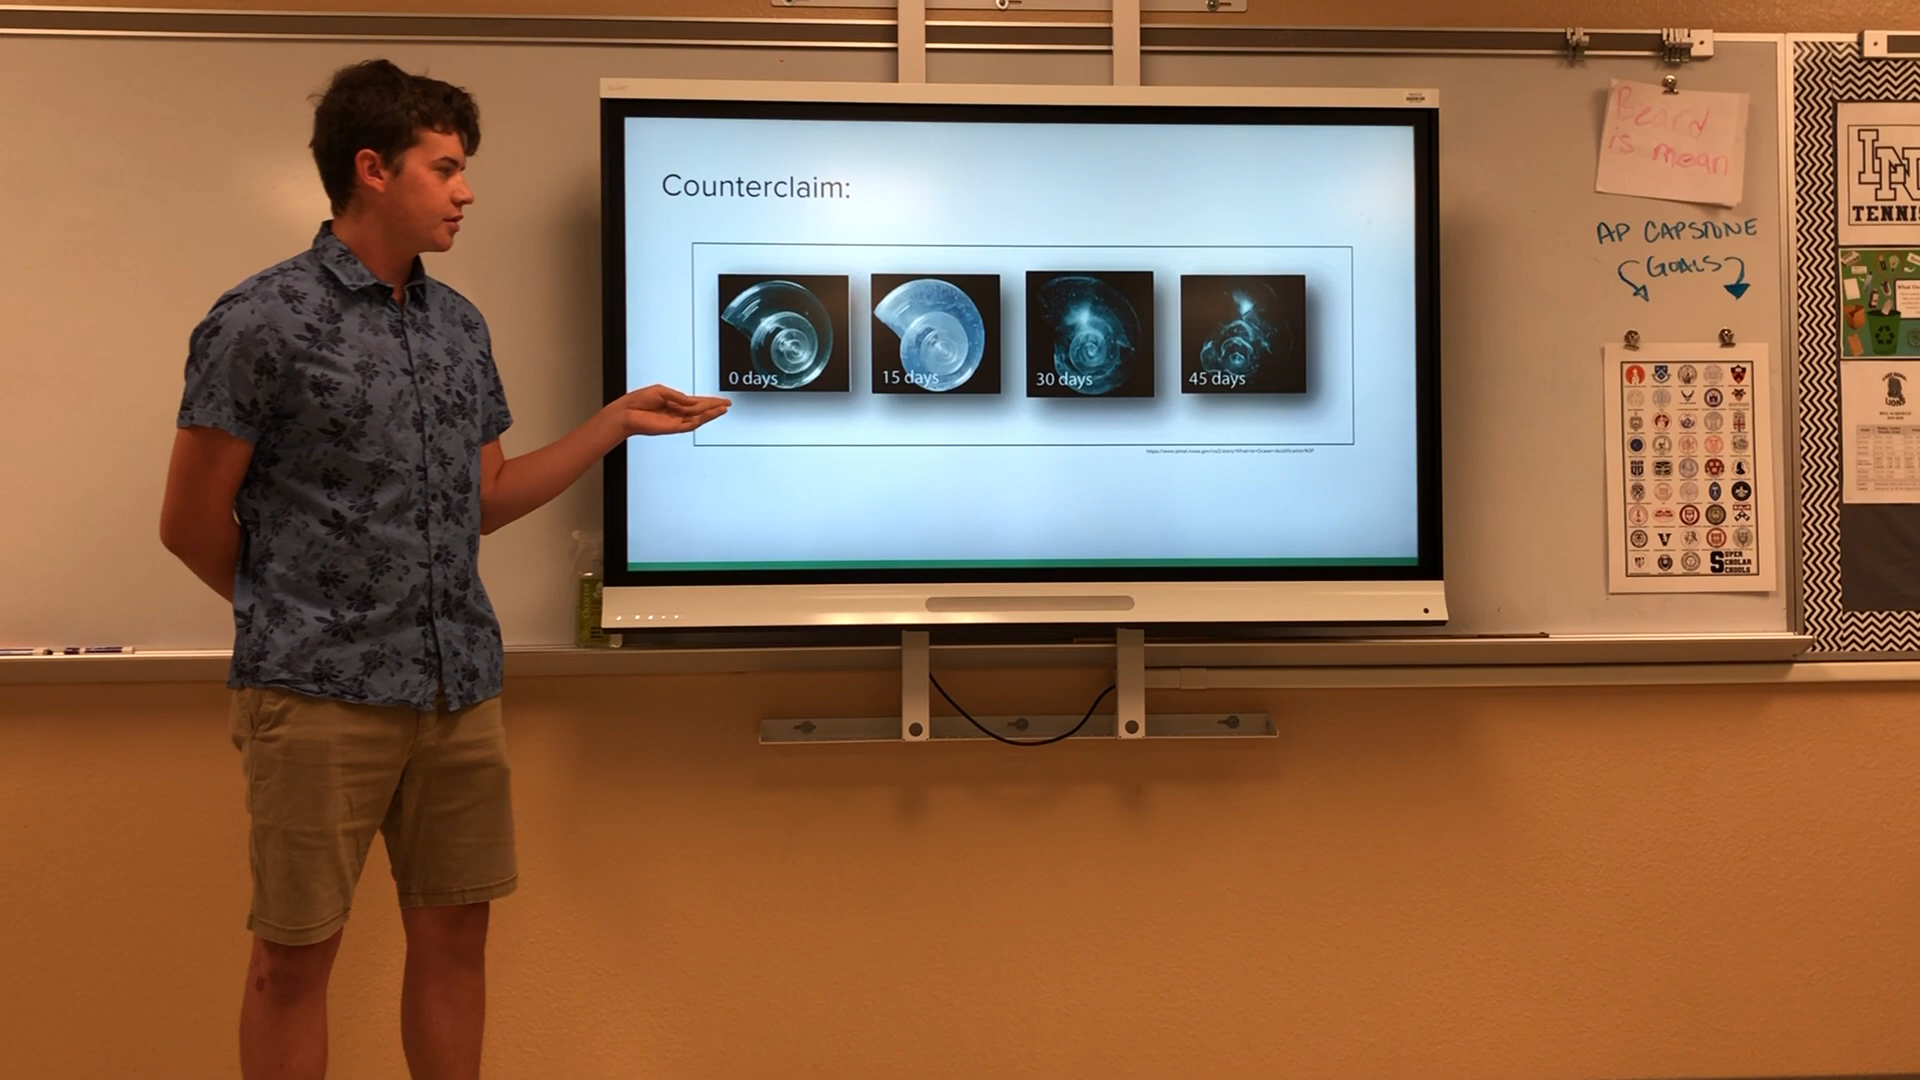 Counterclaim:
0 days
15 days
30 days
45 days
Beard
is mean
AP CAPSTONE
GOALS
TENNIS
LIONS
SUPER
SCHOLAR
SCHOOLS